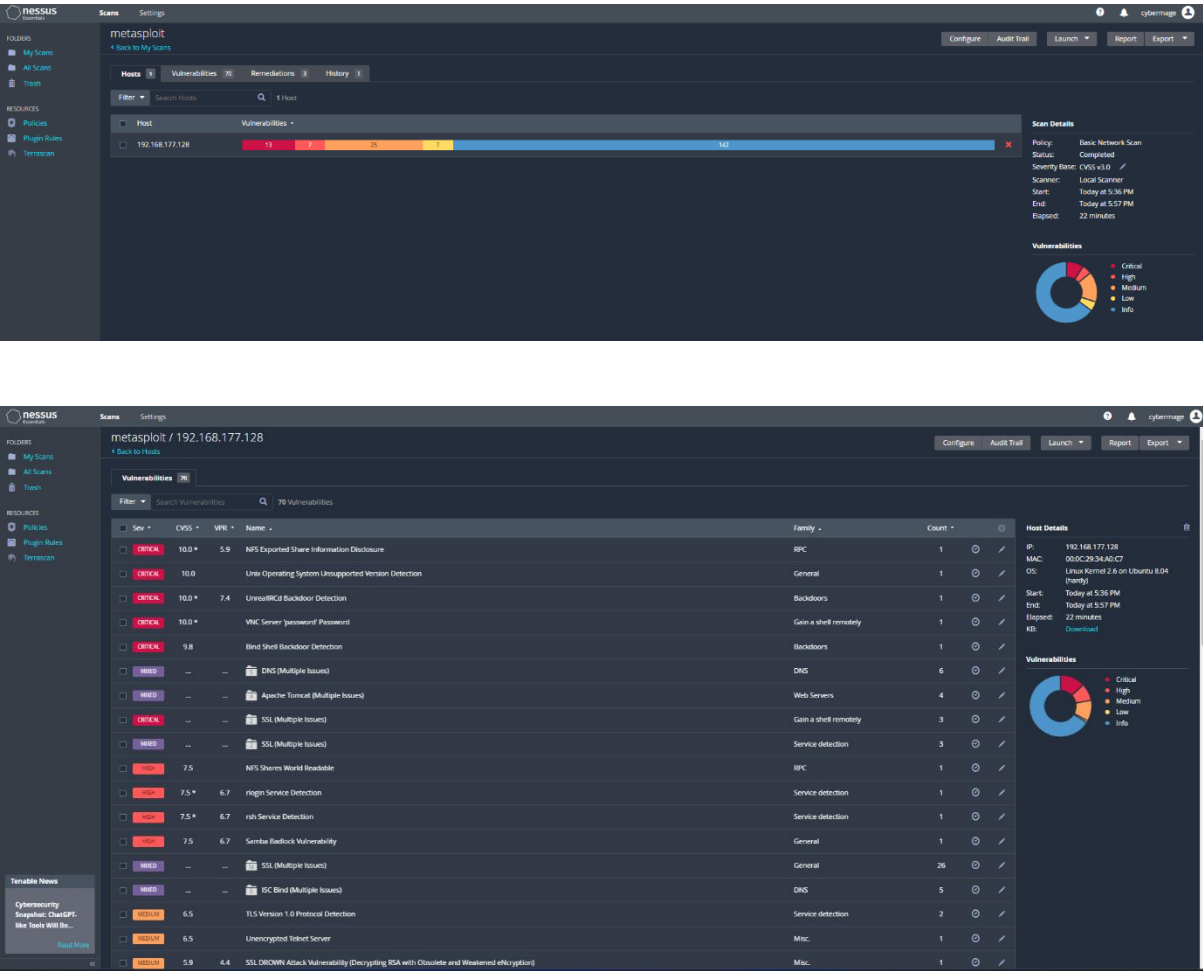 nessus
Essentials
Scans Settings
cybermage
FOLDERS
My Scans
All Scans
Trash
RESOURCES
Policies
Plugin Rules
Terrascan
metasploit
Back to My Scans
Configure Audit Trail Launch Report Export
Hosts 1 Vulnerabilities 70 Remediations 3 History 1
Filter Search Hosts 1 Host
Host Vulnerabilities
192.168.177.128 13 7 25 7 142
Scan Details
Policy: Basic Network Scan
Status: Completed
Severity Base: CVSS v3.0
Scanner: Local Scanner
Start: Today at 5:36 PM
End: Today at 5:57 PM
Elapsed: 22 minutes
Vulnerabilities
Critical
High
Medium
Low
Info
nessus
Essentials
Scans Settings
cybermage
FOLDERS
My Scans
All Scans
Trash
RESOURCES
Policies
Plugin Rules
Terrascan
Tenable News
Cybersecurity
Snapshot: ChatGPT-
like Tools Will Be...
Read More
metasploit / 192.168.177.128
Back to Hosts
Configure Audit Trail Launch Report Export
Vulnerabilities 70
Filter Search Vulnerabilities 70 Vulnerabilities
Sev CVSS VPR Name Family Count
CRITICAL 10.0 * 5.9 NFS Exported Share Information Disclosure RPC 1
CRITICAL 10.0 Unix Operating System Unsupported Version Detection General 1
CRITICAL 10.0 * 7.4 UnrealIRCd Backdoor Detection Backdoors 1
CRITICAL 10.0 * VNC Server 'password' Password Gain a shell remotely 1
CRITICAL 9.8 Bind Shell Backdoor Detection Backdoors 1
MIXED ... ... DNS (Multiple Issues) DNS 6
MIXED ... ... Apache Tomcat (Multiple Issues) Web Servers 4
CRITICAL ... ... SSL (Multiple Issues) Gain a shell remotely 3
MIXED ... ... SSL (Multiple Issues) Service detection 3
HIGH 7.5 NFS Shares World Readable RPC 1
HIGH 7.5 * 6.7 rlogin Service Detection Service detection 1
HIGH 7.5 * 6.7 rsh Service Detection Service detection 1
HIGH 7.5 6.7 Samba Badlock Vulnerability General 1
MIXED ... ... SSL (Multiple Issues) General 26
MIXED ... ... ISC Bind (Multiple Issues) DNS 5
MEDIUM 6.5 TLS Version 1.0 Protocol Detection Service detection 2
MEDIUM 6.5 Unencrypted Telnet Server Misc. 1
MEDIUM 5.9 4.4 SSL DROWN Attack Vulnerability (Decrypting RSA with Obsolete and Weakened eNcryption) Misc. 1
Host Details
IP: 192.168.177.128
MAC: 00:0C:29:34:A0:C7
OS: Linux Kernel 2.6 on Ubuntu 8.04
(hardy)
Start: Today at 5:36 PM
End: Today at 5:57 PM
Elapsed: 22 minutes
KB: Download
Vulnerabilities
Critical
High
Medium
Low
Info